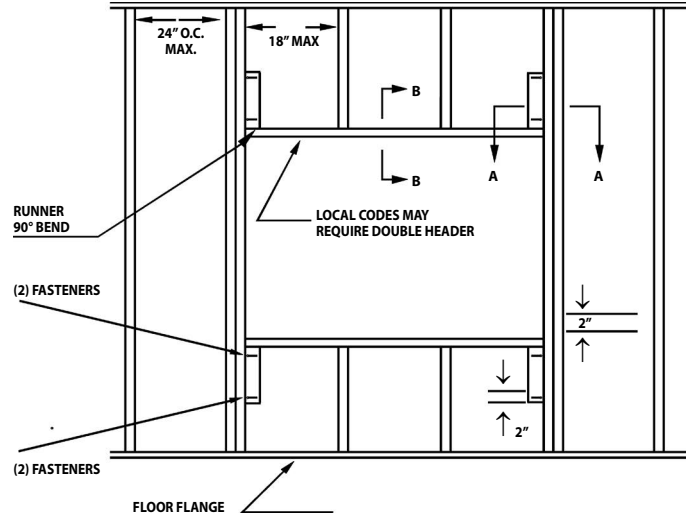 24” O.C.
MAX.
18” MAX
B
B
A
A
RUNNER
90° BEND
LOCAL CODES MAY
REQUIRE DOUBLE HEADER
(2) FASTENERS
2”
2”
(2) FASTENERS
FLOOR FLANGE